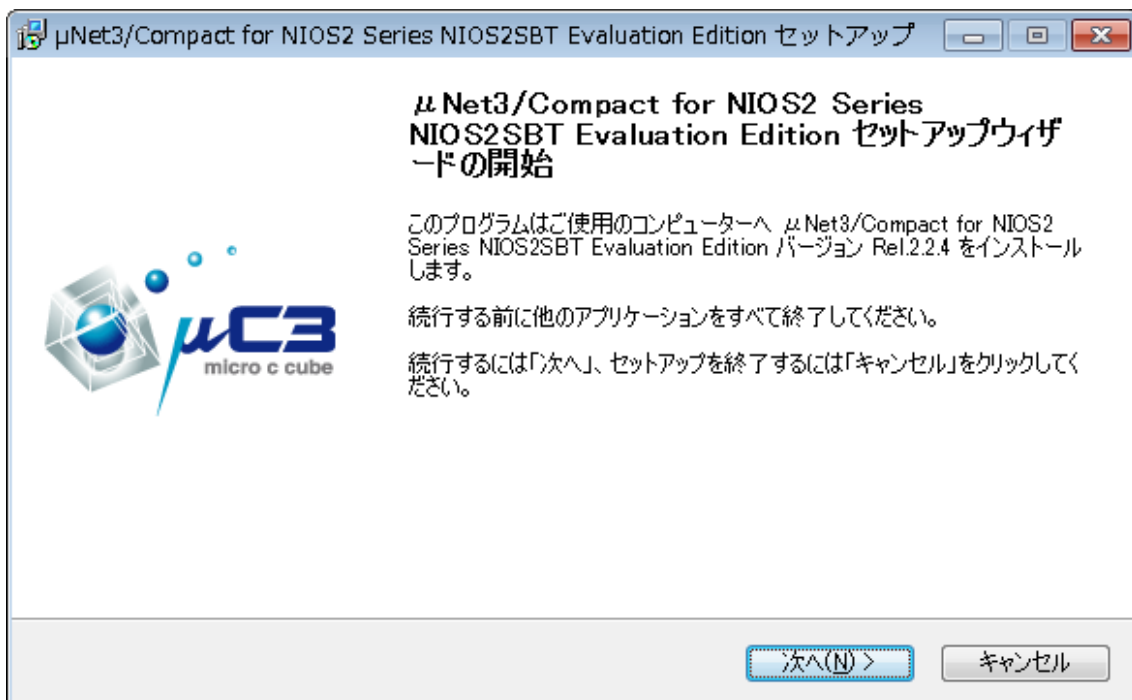 μNet3/Compact for NIOS2 Series NIOS2SBT Evaluation Edition セットアップ
μNet3/Compact for NIOS2 Series
NIOS2SBT Evaluation Edition セットアップウィザ
ードの開始
このプログラムはご使用のコンピューターへ μNet3/Compact for NIOS2
Series NIOS2SBT Evaluation Edition バージョン Rel.2.2.4 をインストール
します。
続行する前に他のアプリケーションをすべて終了してください。
続行するには「次へ」、セットアップを終了するには「キャンセル」をクリックしてく
ださい。
μC3
micro c cube
次へ(N) >
キャンセル